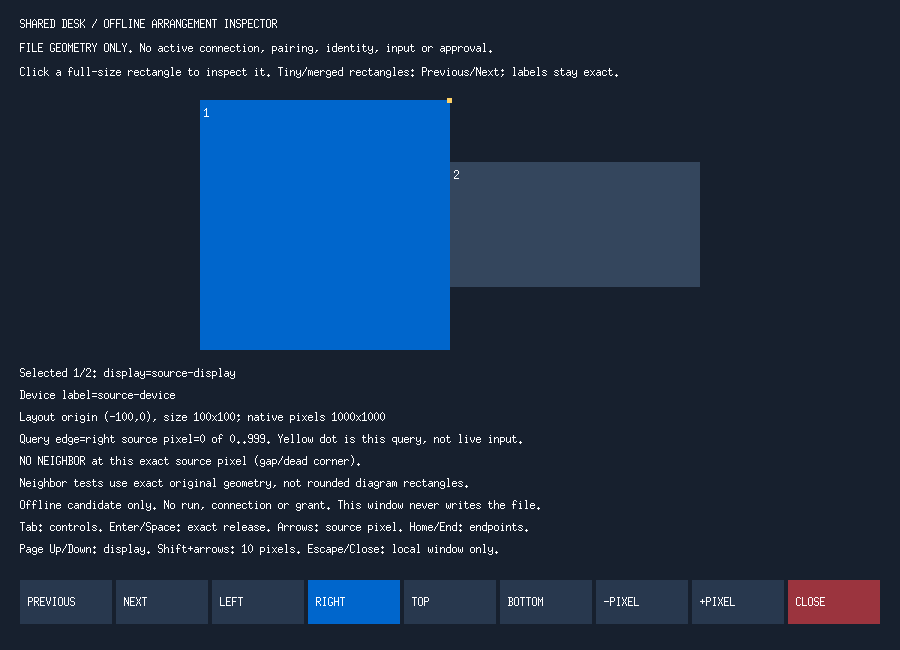 SHARED DESK / OFFLINE ARRANGEMENT INSPECTOR
FILE GEOMETRY ONLY. No active connection, pairing, identity, input or approval.
Click a full-size rectangle to inspect it. Tiny/merged rectangles: Previous/Next; labels stay exact.
1
2
Selected 1/2: display=source-display
Device label=source-device
Layout origin (-100,0), size 100x100; native pixels 1000x1000
Query edge=right source pixel=0 of 0..999. Yellow dot is this query, not live input.
NO NEIGHBOR at this exact source pixel (gap/dead corner).
Neighbor tests use exact original geometry, not rounded diagram rectangles.
Offline candidate only. No run, connection or grant. This window never writes the file.
Tab: controls. Enter/Space: exact release. Arrows: source pixel. Home/End: endpoints.
Page Up/Down: display. Shift+arrows: 10 pixels. Escape/Close: local window only.
PREVIOUS NEXT LEFT RIGHT TOP BOTTOM -PIXEL +PIXEL CLOSE